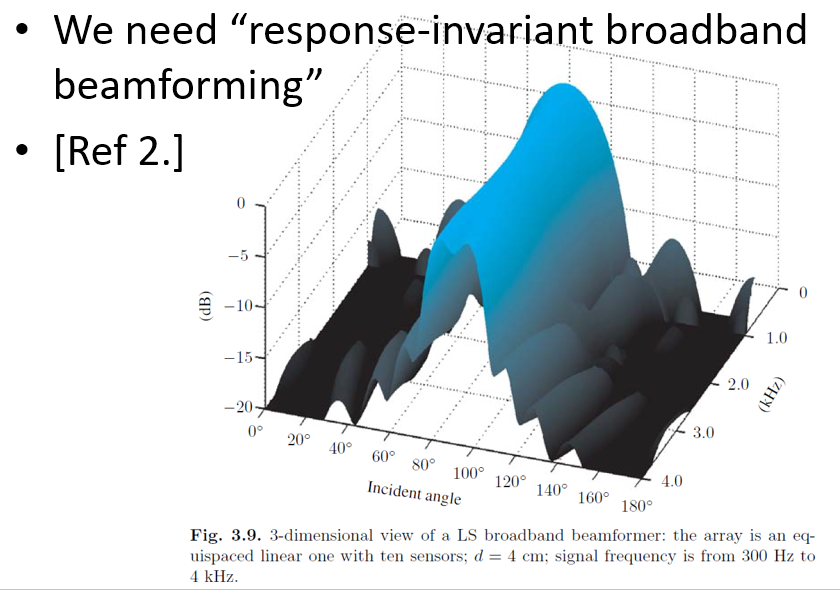 • We need “response-invariant broadband
beamforming”
• [Ref 2.]
0
−5
−10
−15
−20
(dB)
0°
20°
40°
60°
80°
100°
120°
140°
160°
180°
Incident angle
0
1.0
2.0
3.0
4.0
(kHz)
Fig. 3.9. 3-dimensional view of a LS broadband beamformer: the array is an eq-
uispaced linear one with ten sensors; d = 4 cm; signal frequency is from 300 Hz to
4 kHz.